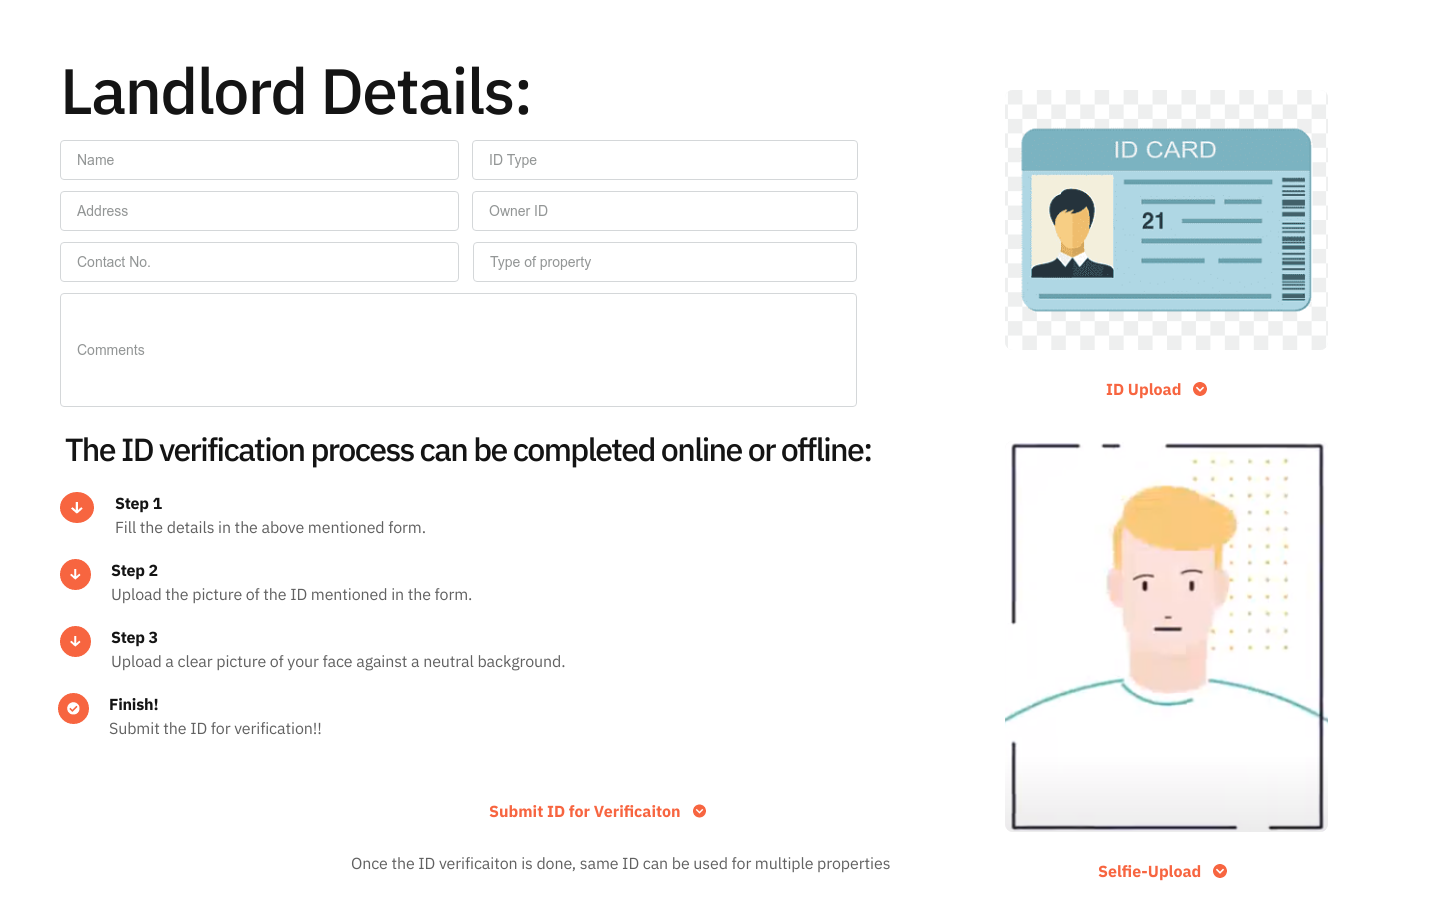 Landlord Details:
Name
ID Type
Address
Owner ID
Contact No.
Type of property
Comments
The ID verification process can be completed online or offline:
Step 1
Fill the details in the above mentioned form.
Step 2
Upload the picture of the ID mentioned in the form.
Step 3
Upload a clear picture of your face against a neutral background.
Finish!
Submit the ID for verification!!
Submit ID for Verificaiton
Once the ID verificaiton is done, same ID can be used for multiple properties
ID CARD
21
ID Upload
Selfie-Upload